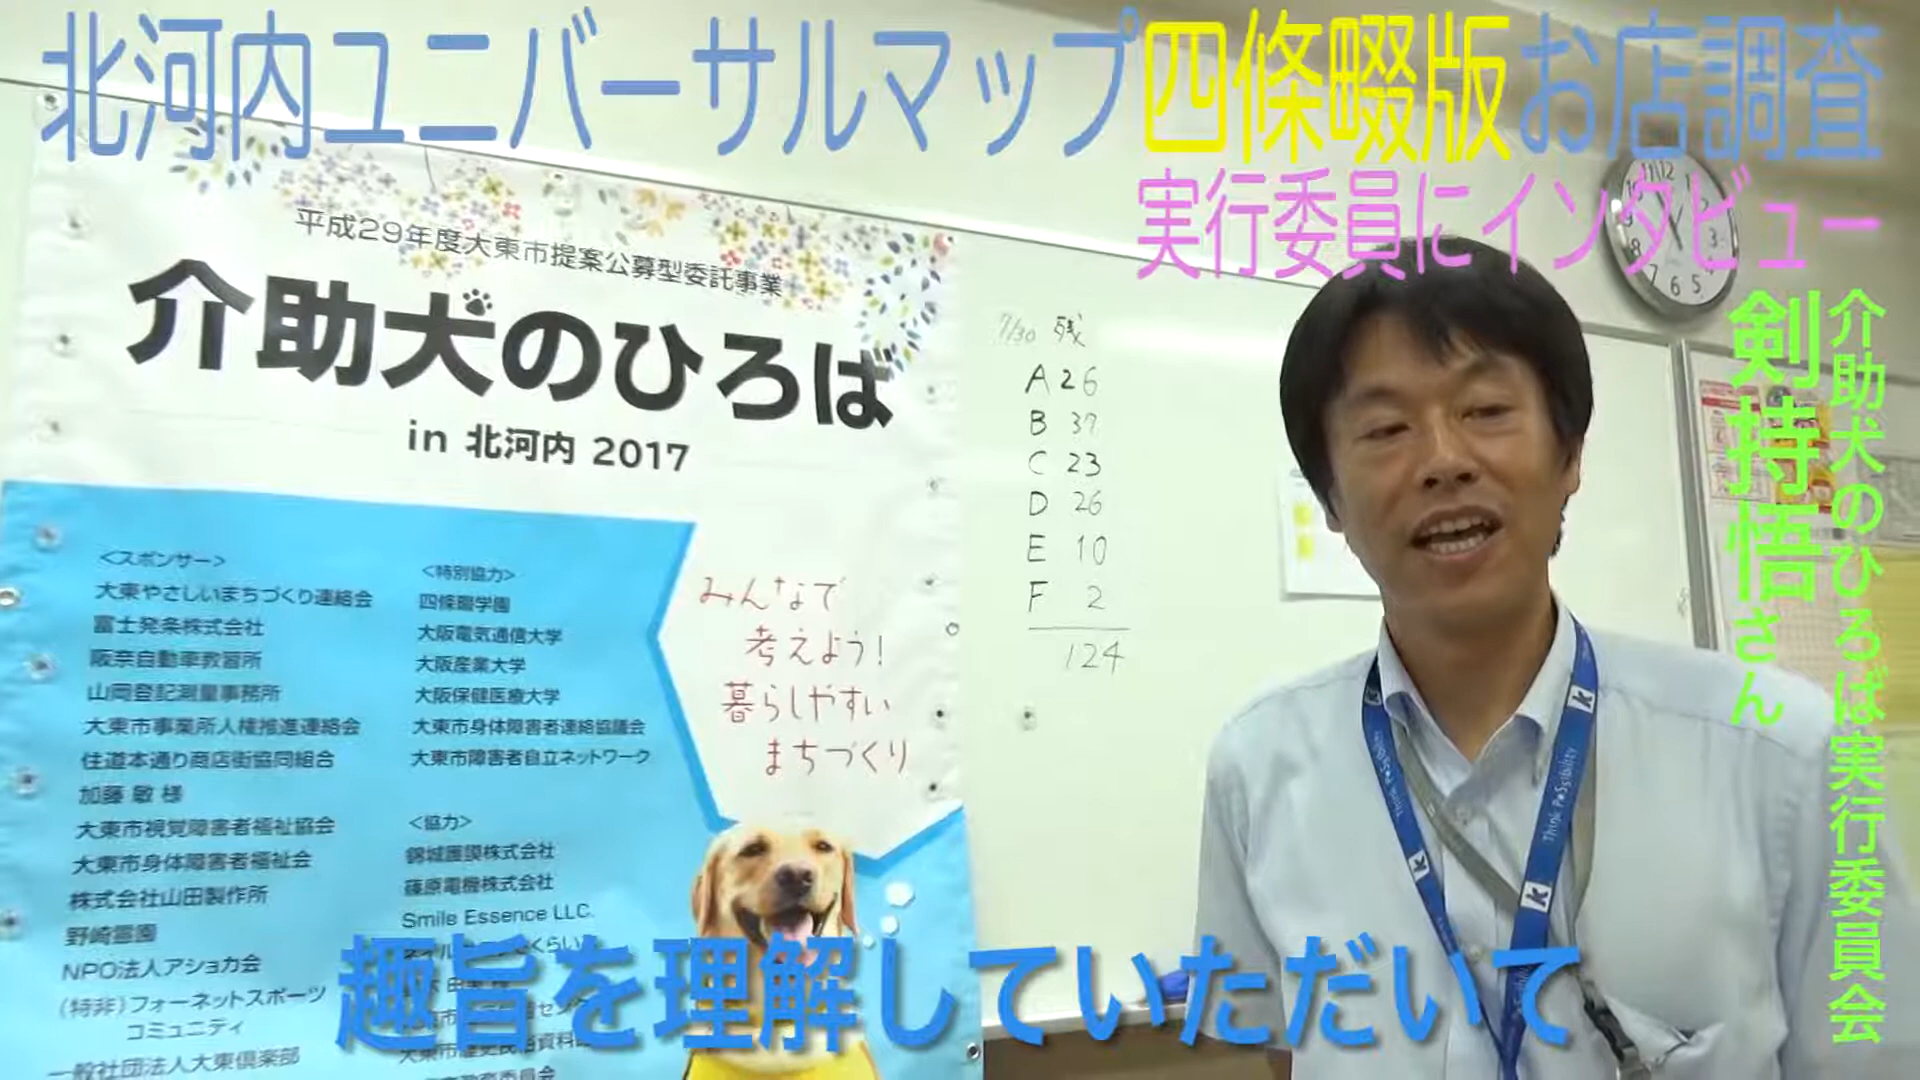 北河内ユニバーサルマップ四條畷版お店調査
実行委員にインタビュー
介助犬のひろば実行委員会
剣持悟さん
平成29年度大東市提案公募型委託事業
介助犬のひろば
in 北河内 2017
<スポンサー>
大東やさしいまちづくり連絡会
富士発条株式会社
阪奈自動車教習所
山岡登記測量事務所
大東市事業所人権推進連絡会
住道本通り商店街協同組合
加藤 敏 様
大東市視覚障害者福祉協会
大東市身体障害者福祉会
株式会社山田製作所
野崎霊園
NPO法人アショカ会
(特非)フォーネットスポーツ
コミュニティ
一般社団法人大東倶楽部
<特別協力>
四條畷学園
大阪電気通信大学
大阪産業大学
大阪保健医療大学
大東市身体障害者連絡協議会
大東市障害者自立ネットワーク
<協力>
錦城護謨株式会社
篠原電機株式会社
Smile Essence LLC.
みんなで
考えよう!
暮らしやすい
まちづくり
7/30 残
A 26
B 37
C 23
D 26
E 10
F 2
124
12
1
2
3
5
6
7
8
9
10
11
Think PoSsibility
k
趣旨を理解していただいて